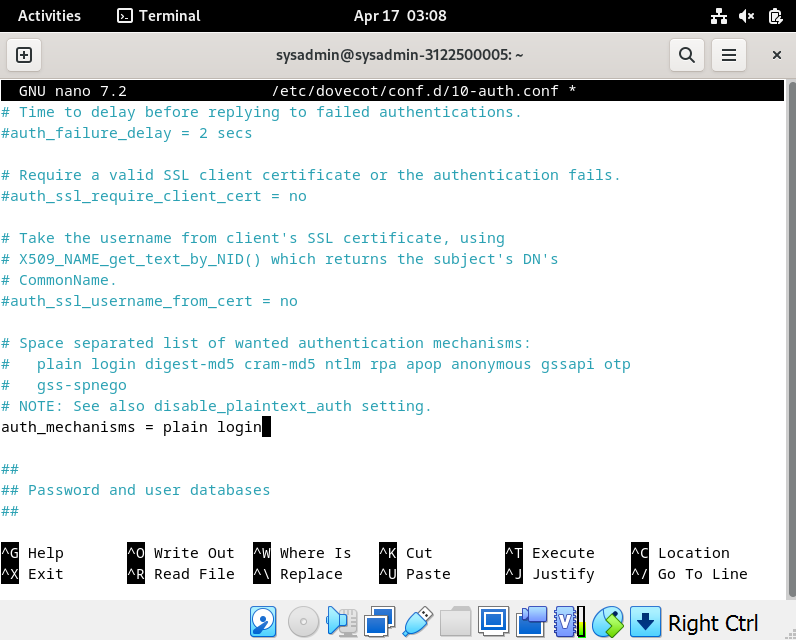 Activities Terminal Apr 17 03:08
sysadmin@sysadmin-3122500005: ~
GNU nano 7.2 /etc/dovecot/conf.d/10-auth.conf *
# Time to delay before replying to failed authentications.
#auth_failure_delay = 2 secs
# Require a valid SSL client certificate or the authentication fails.
#auth_ssl_require_client_cert = no
# Take the username from client's SSL certificate, using
# X509_NAME_get_text_by_NID() which returns the subject's DN's
# CommonName.
#auth_ssl_username_from_cert = no
# Space separated list of wanted authentication mechanisms:
#   plain login digest-md5 cram-md5 ntlm rpa apop anonymous gssapi otp
#   gss-spnego
# NOTE: See also disable_plaintext_auth setting.
auth_mechanisms = plain login
##
## Password and user databases
##
^G Help ^O Write Out ^W Where Is ^K Cut ^T Execute ^C Location
^X Exit ^R Read File ^\ Replace ^U Paste ^J Justify ^/ Go To Line
Right Ctrl